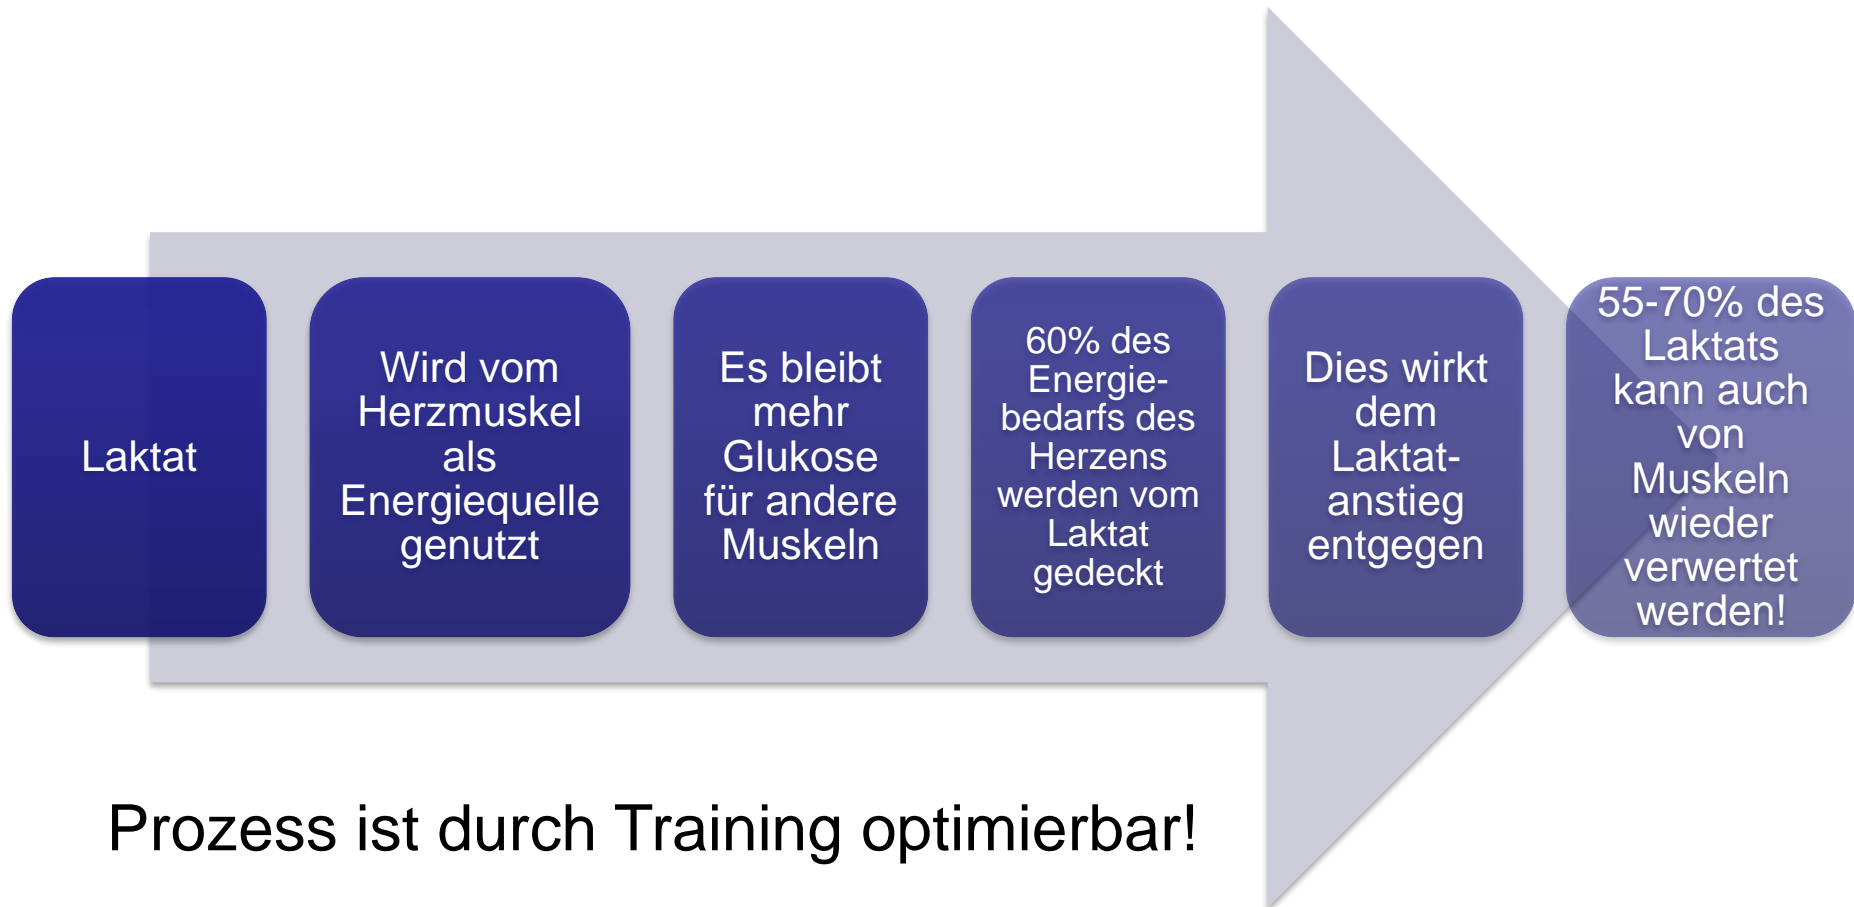 Laktat
Wird vom
Herzmuskel
als
Energiequelle
genutzt
Es bleibt
mehr
Glukose
für andere
Muskeln
60% des
Energie-
bedarfs des
Herzens
werden vom
Laktat
gedeckt
Dies wirkt
dem
Laktat-
anstieg
entgegen
55-70% des
Laktats
kann auch
von
Muskeln
wieder
verwertet
werden!
Prozess ist durch Training optimierbar!